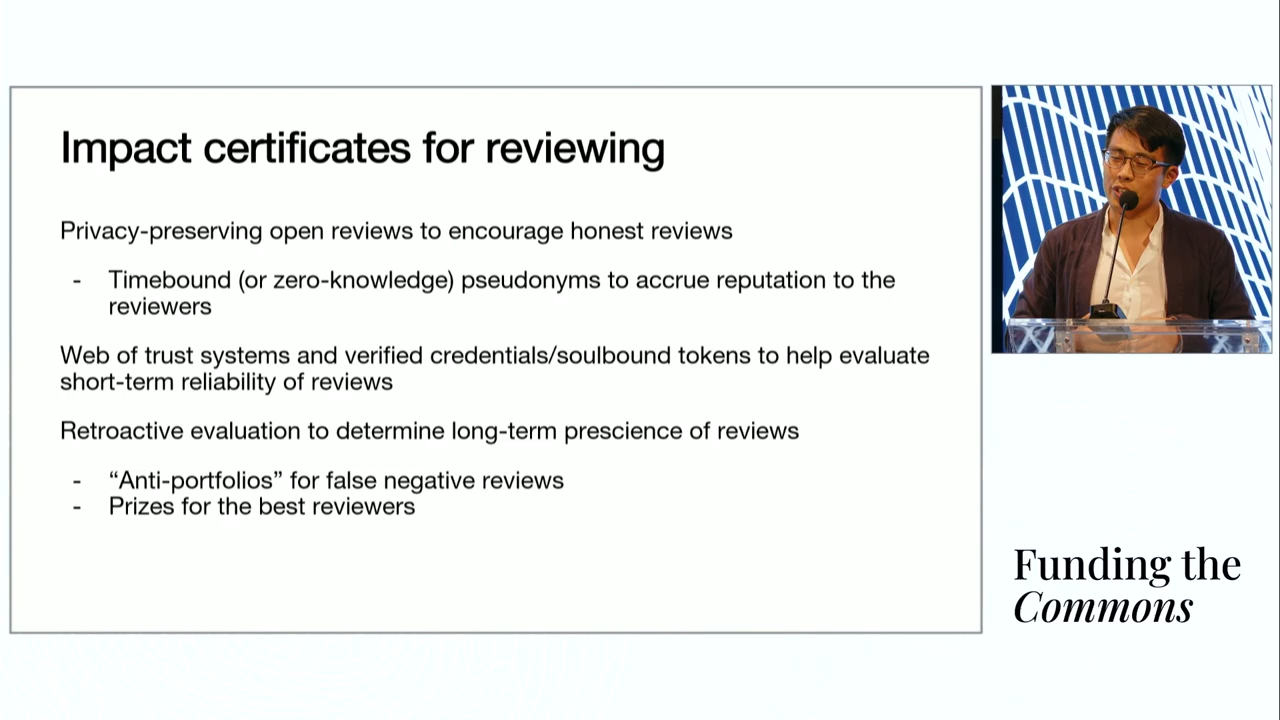 Impact certificates for reviewing
Privacy-preserving open reviews to encourage honest reviews
- Timebound (or zero-knowledge) pseudonyms to accrue reputation to the
reviewers
Web of trust systems and verified credentials/soulbound tokens to help evaluate
short-term reliability of reviews
Retroactive evaluation to determine long-term prescience of reviews
- “Anti-portfolios” for false negative reviews
- Prizes for the best reviewers
Funding the
Commons